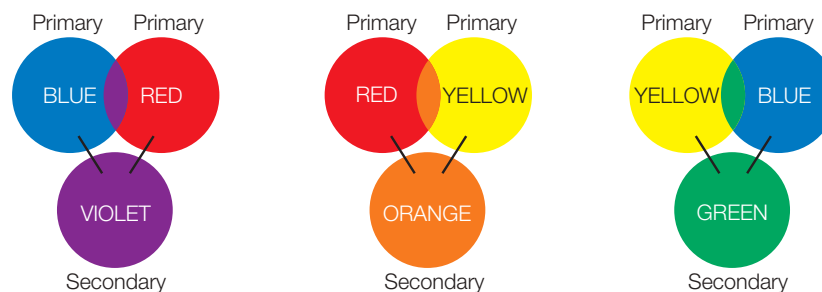 Primary Primary
BLUE RED
VIOLET
Secondary
Primary Primary
RED YELLOW
ORANGE
Secondary
Primary Primary
YELLOW BLUE
GREEN
Secondary